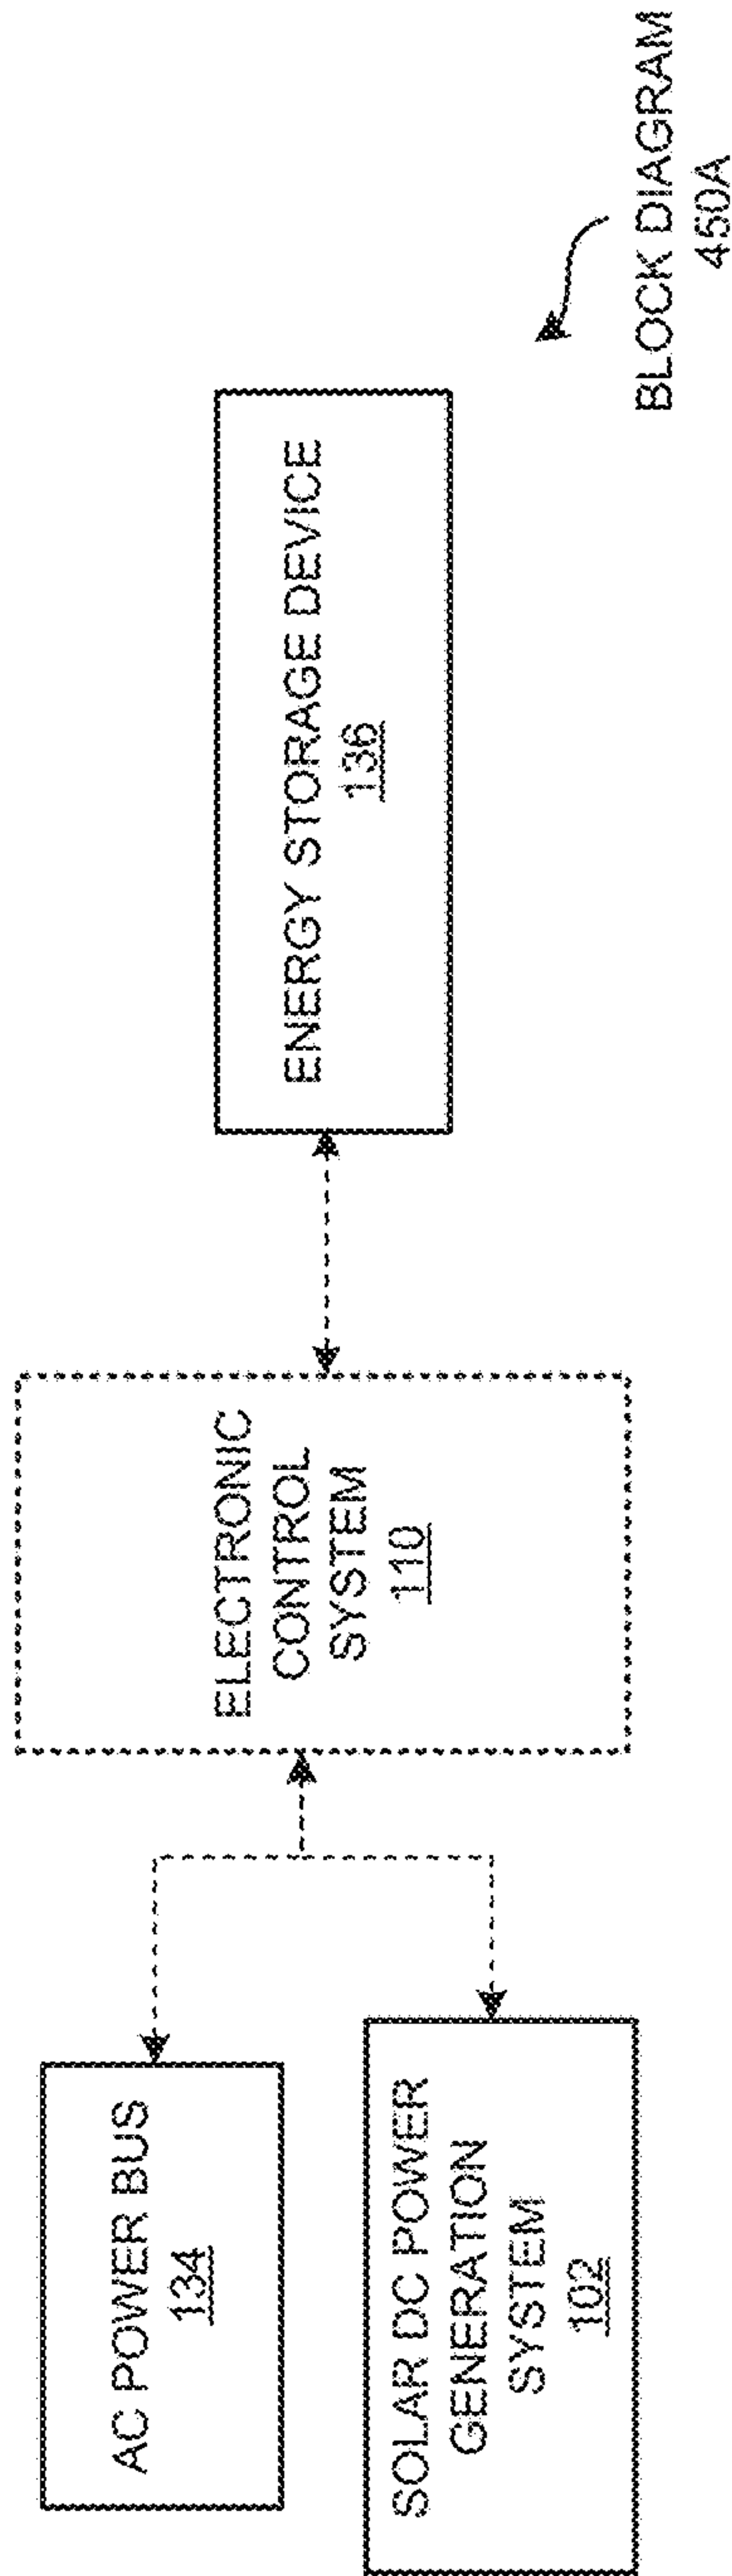 AC POWER BUS
134
SOLAR DC POWER
GENERATION
SYSTEM
102
ELECTRONIC
CONTROL
SYSTEM
110
ENERGY STORAGE DEVICE
136
BLOCK DIAGRAM
450A